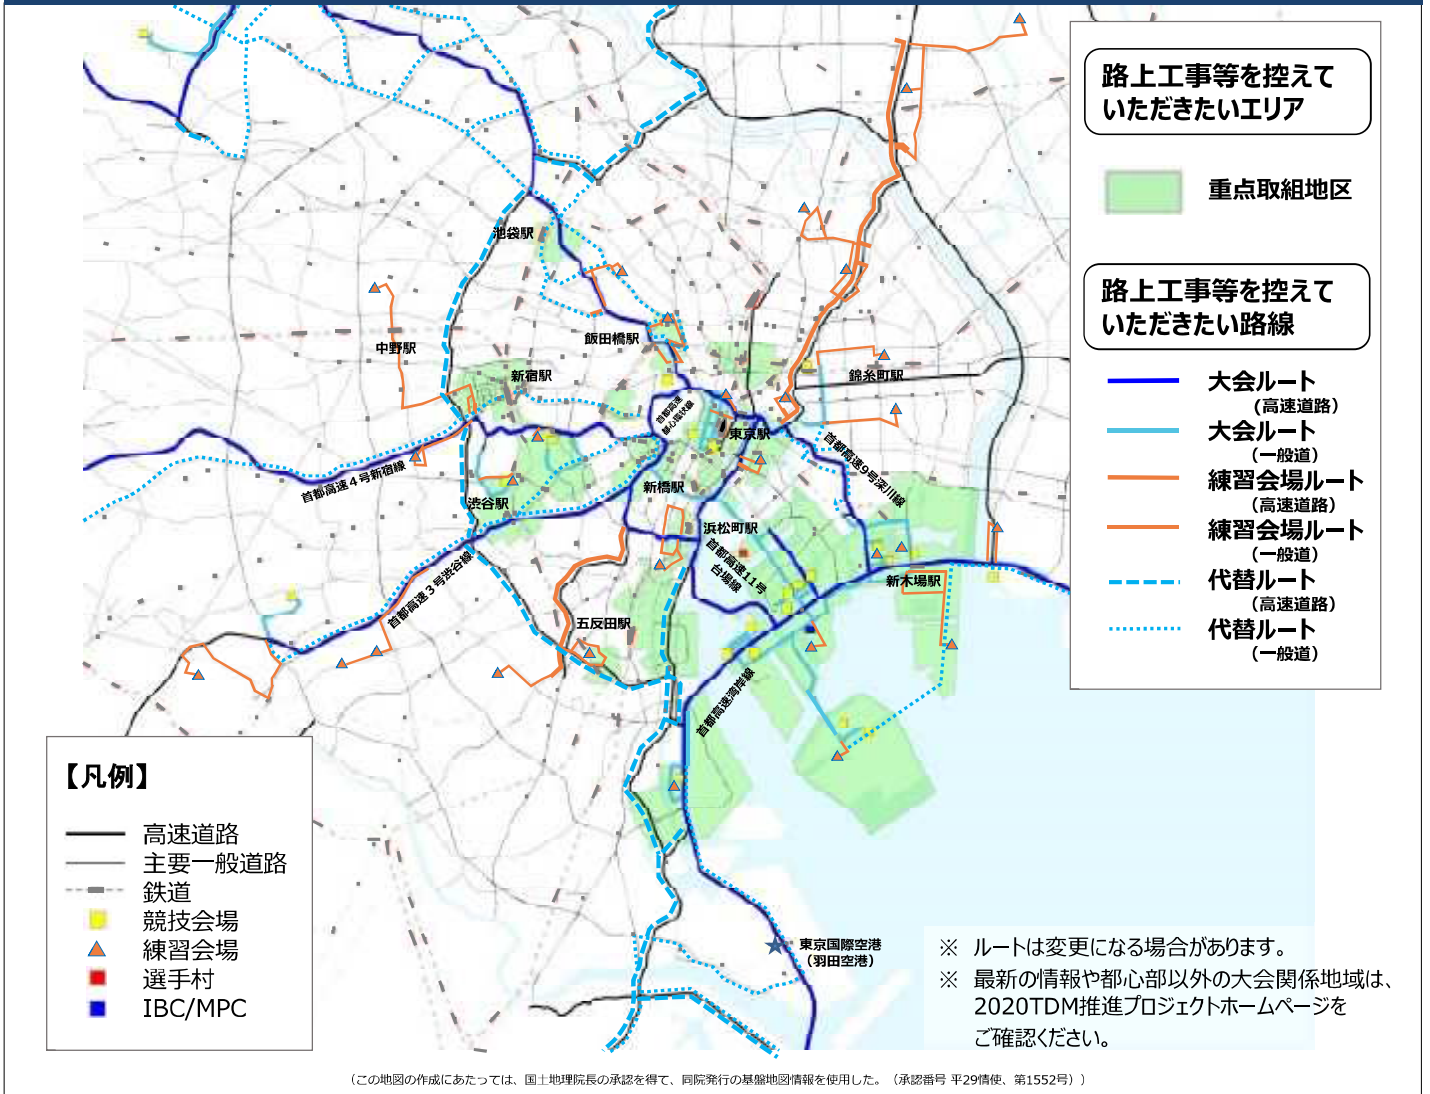 路上工事等を控えて
いただきたいエリア
重点取組地区
路上工事等を控えて
いただきたい路線
大会ルート
(高速道路)
大会ルート
(一般道)
練習会場ルート
(高速道路)
練習会場ルート
(一般道)
代替ルート
(高速道路)
代替ルート
(一般道)
池袋駅
飯田橋駅
中野駅
新宿駅
錦糸町駅
首都高速
都心環状線
東京駅
首都高速9号深川線
首都高速4号新宿線
新橋駅
渋谷駅
浜松町駅
首都高速11号
台場線
新木場駅
首都高速3号渋谷線
五反田駅
首都高速湾岸線
東京国際空港
(羽田空港)
【凡例】
高速道路
主要一般道路
鉄道
競技会場
練習会場
選手村
IBC/MPC
※ ルートは変更になる場合があります。
※ 最新の情報や都心部以外の大会関係地域は、
2020TDM推進プロジェクトホームページを
ご確認ください。
(この地図の作成にあたっては、国土地理院長の承認を得て、同院発行の基盤地図情報を使用した。(承認番号 平29情使、第1552号))